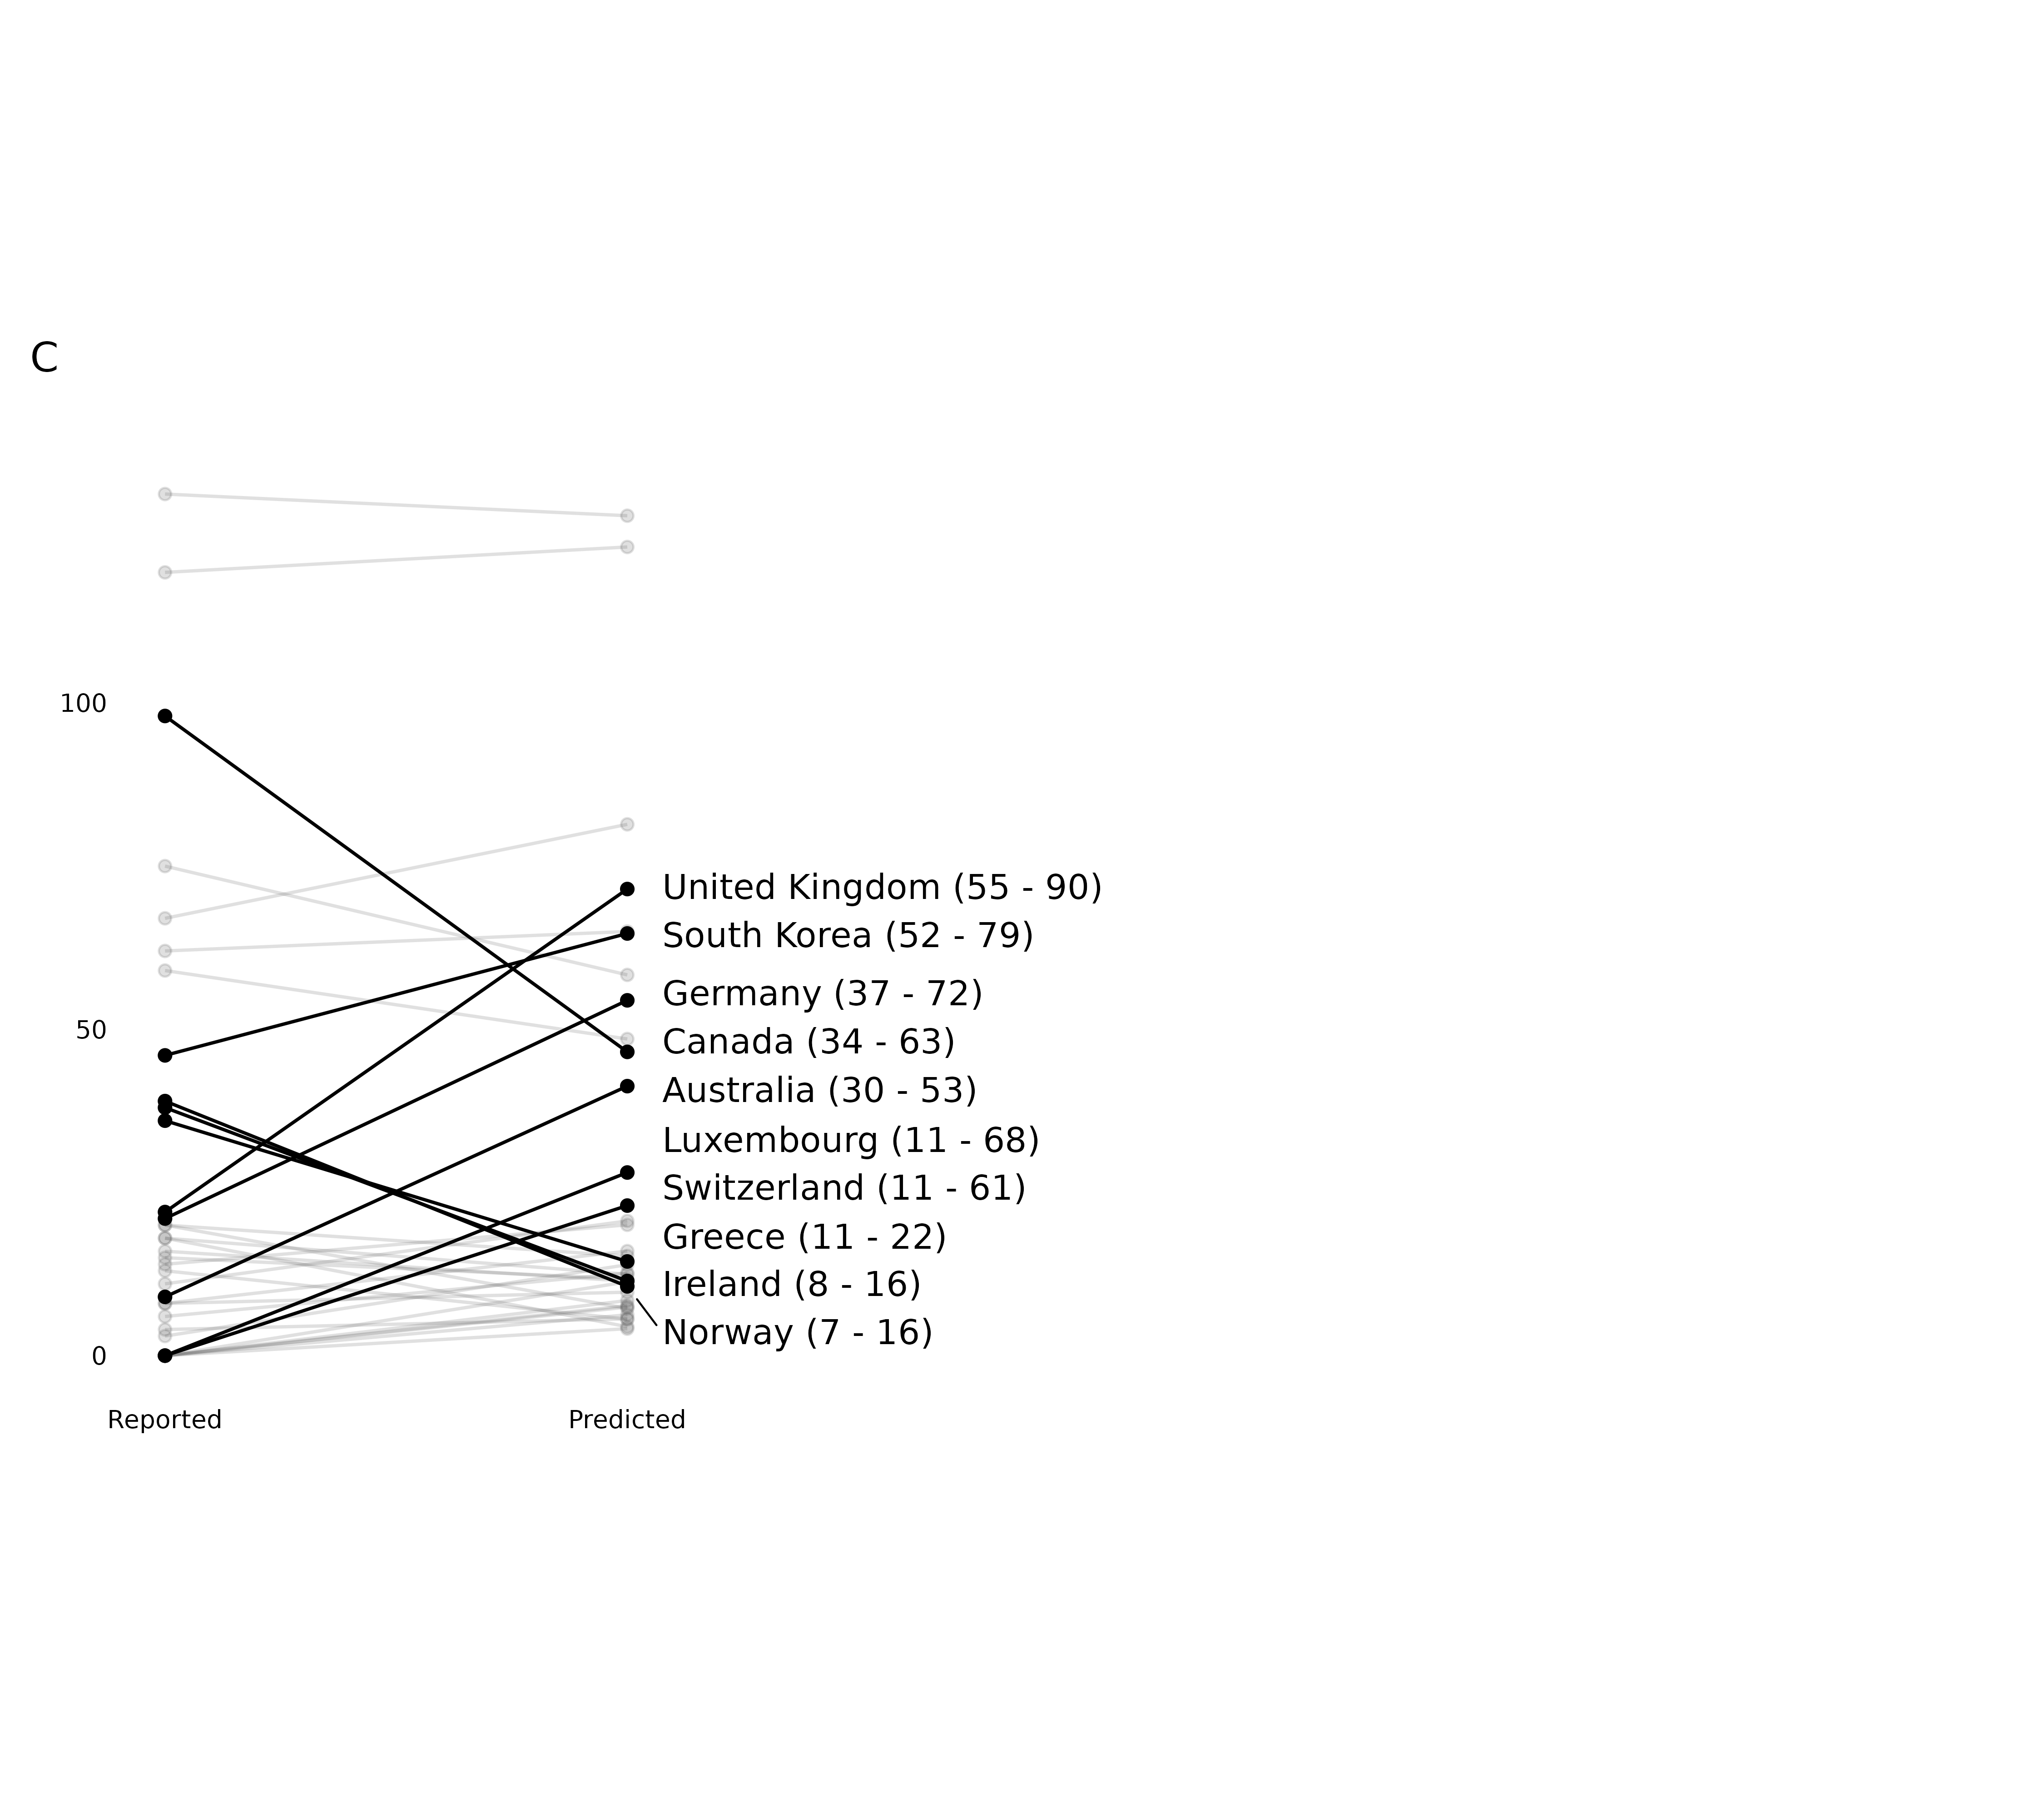 C
100
50
0
United Kingdom (55 - 90)
South Korea (52 - 79)
Germany (37 - 72)
Canada (34 - 63)
Australia (30 - 53)
Luxembourg (11 - 68)
Switzerland (11 - 61)
Greece (11 - 22)
Ireland (8 - 16)
Norway (7 - 16)
Reported
Predicted